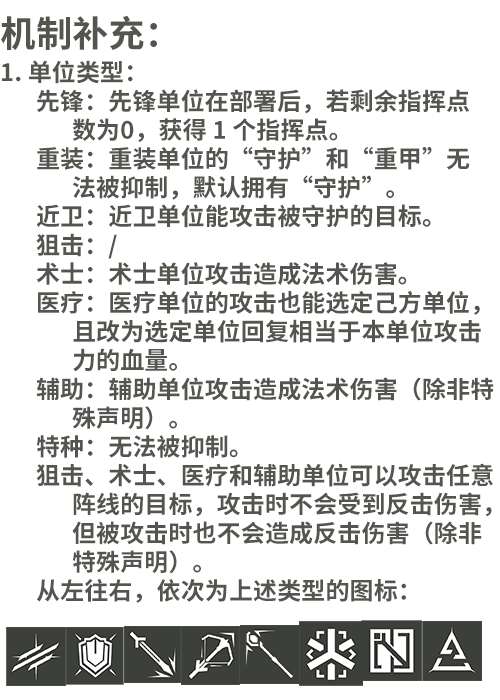 机制补充：
1. 单位类型：
先锋：先锋单位在部署后，若剩余指挥点
数为0，获得 1 个指挥点。
重装：重装单位的“守护”和“重甲”无
法被抑制，默认拥有“守护”。
近卫：近卫单位能攻击被守护的目标。
狙击：/
术士：术士单位攻击造成法术伤害。
医疗：医疗单位的攻击也能选定己方单位，
且改为选定单位回复相当于本单位攻击
力的血量。
辅助：辅助单位攻击造成法术伤害（除非特
殊声明）。
特种：无法被抑制。
狙击、术士、医疗和辅助单位可以攻击任意
阵线的目标，攻击时不会受到反击伤害，
但被攻击时也不会造成反击伤害（除非
特殊声明）。
从左往右，依次为上述类型的图标：